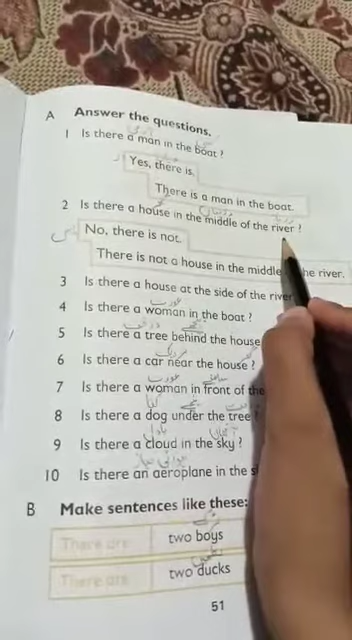 A Answer the questions.
1 Is there a man in the boat?
Yes, there is.
There is a man in the boat.
2 Is there a house in the middle of the river?
No, there is not.
There is not a house in the middle he river.
3 Is there a house at the side of the river
4 Is there a woman in the boat?
5 Is there a tree behind the house
6 Is there a car near the house?
7 Is there a woman in front of the
8 Is there a dog under the tree?
9 Is there a cloud in the sky?
10 Is there an aeroplane in the s
B Make sentences like these:
There are two boys
There are two ducks
51